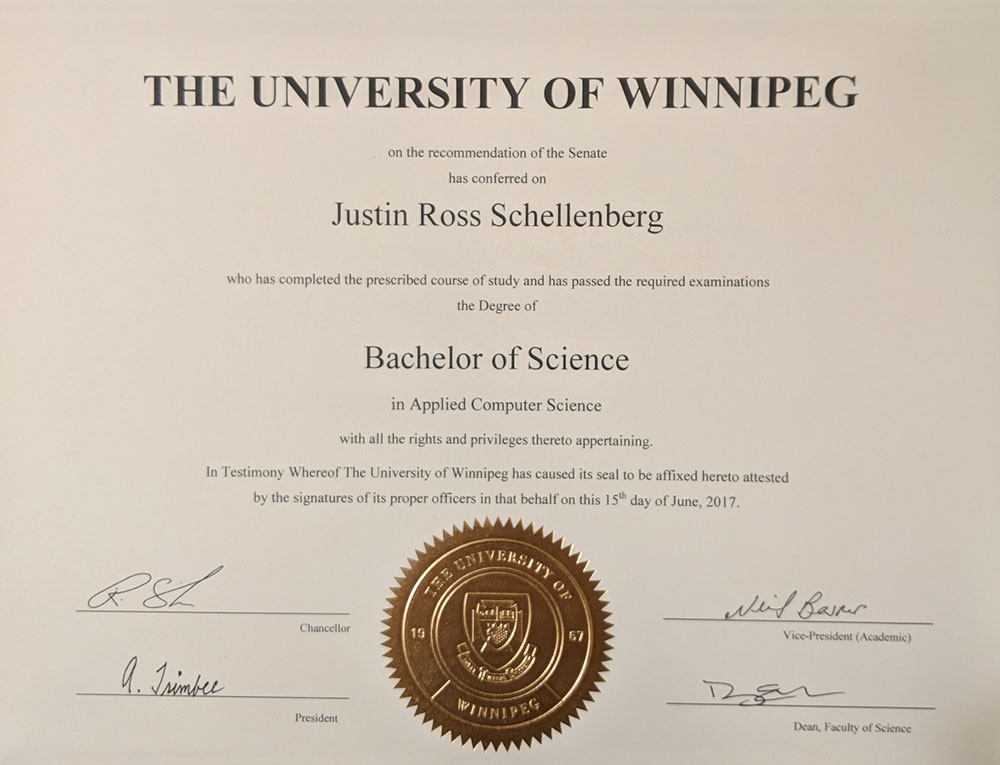 THE UNIVERSITY OF WINNIPEG
on the recommendation of the Senate
has conferred on
Justin Ross Schellenberg
who has completed the prescribed course of study and has passed the required examinations
the Degree of
Bachelor of Science
in Applied Computer Science
with all the rights and privileges thereto appertaining.
In Testimony Whereof The University of Winnipeg has caused its seal to be affixed hereto attested
by the signatures of its proper officers in that behalf on this 15th day of June, 2017.
THE UNIVERSITY OF
19 67
WINNIPEG
Chancellor
A. Trimbee
President
Neil Besner
Vice-President (Academic)
Dean, Faculty of Science